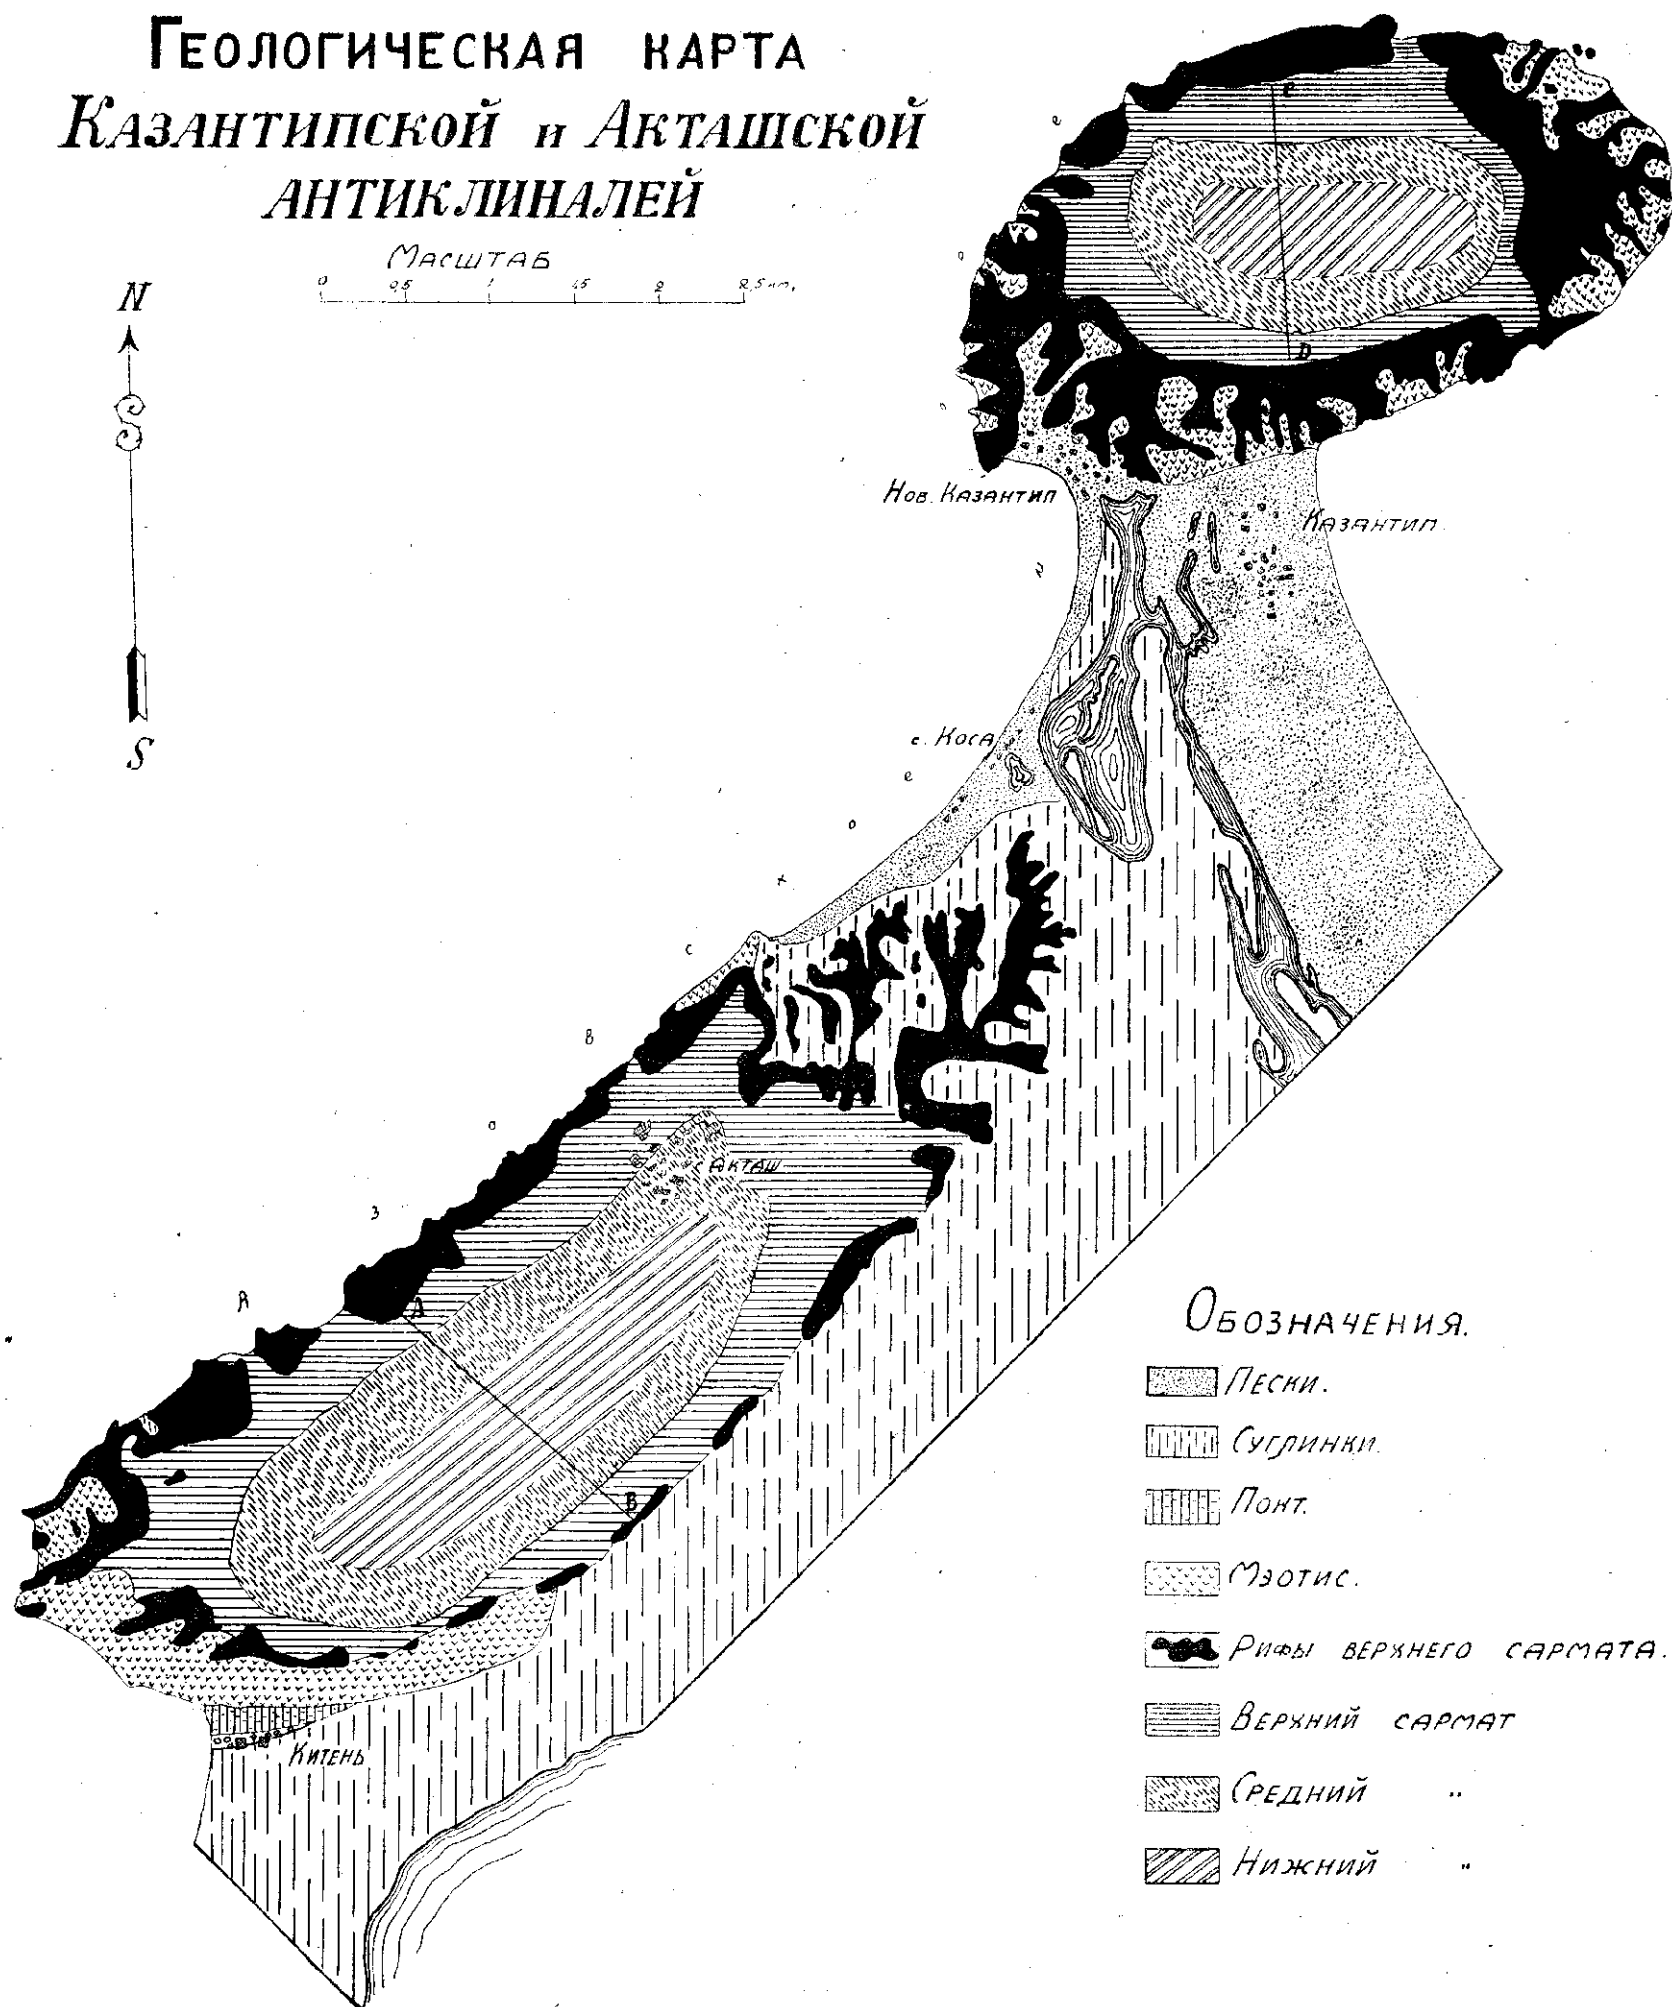 Геологическая карта
Казантипской и Акташской
антиклиналей
Масштаб
0 0,5 1 1,5 2 2,5 км.
N
S
C
D
Нов. Казантип
Казантип
с. Коса
с. Акташ
А з о в с к о е
A
B
Китень
Обозначения.
Пески.
Суглинки.
Понт.
Мэотис.
Рифы верхнего сармата.
Верхний сармат
Средний "
Нижний "